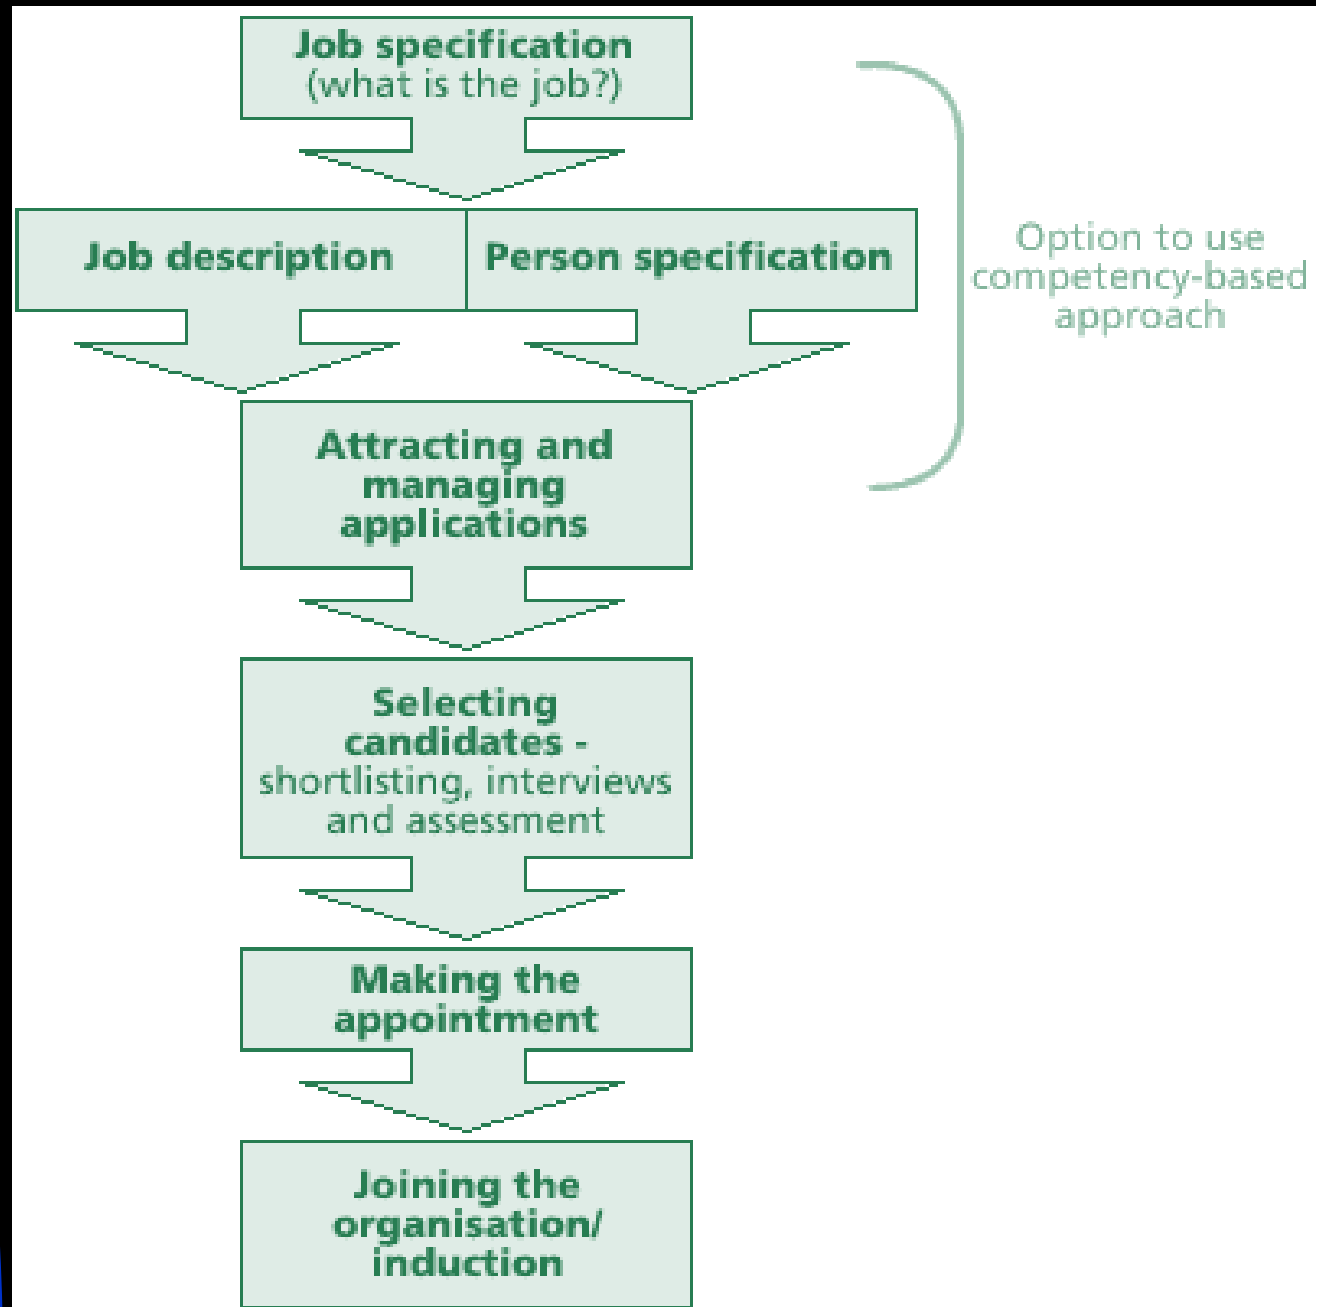 Job specification
(what is the job?)
Job description
Person specification
Option to use
competency-based
approach
Attracting and
managing
applications
Selecting
candidates -
shortlisting, interviews
and assessment
Making the
appointment
Joining the
organisation/
induction